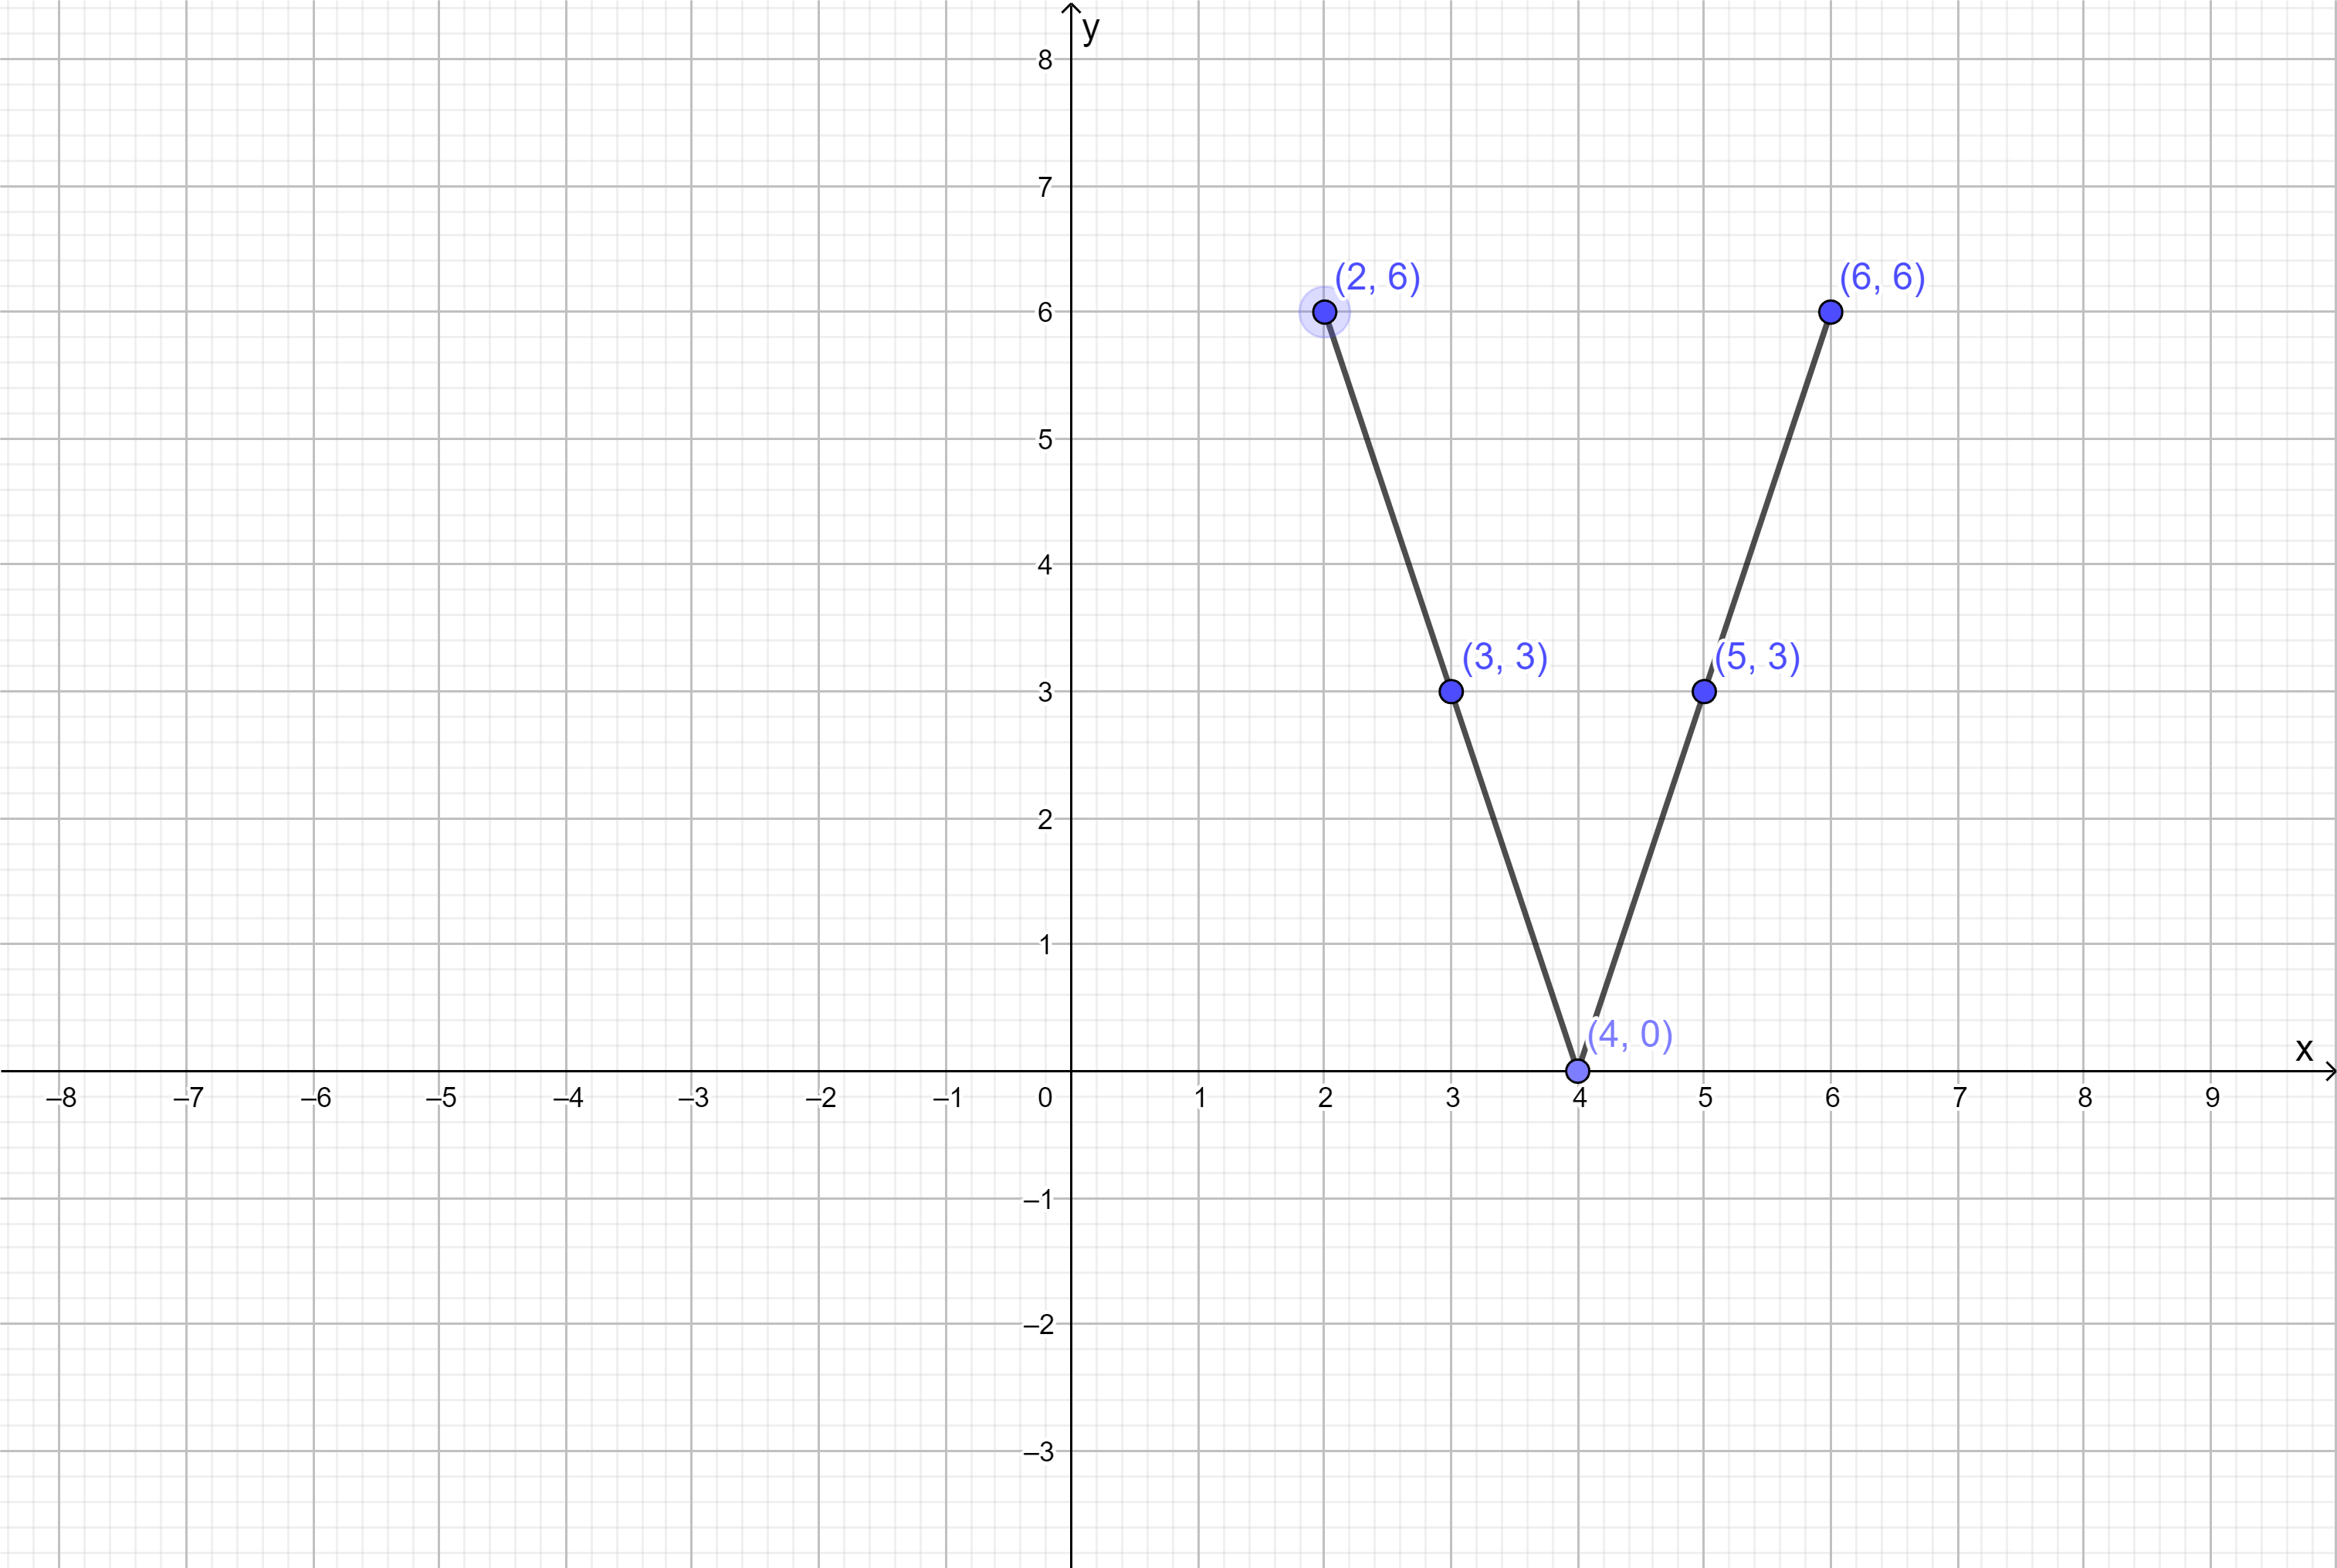 y
8
7
(2, 6) (6, 6)
6
5
4
(3, 3) (5, 3)
3
2
1
(4, 0)
x
–8 –7 –6 –5 –4 –3 –2 –1 0 1 2 3 4 5 6 7 8 9
–1
–2
–3